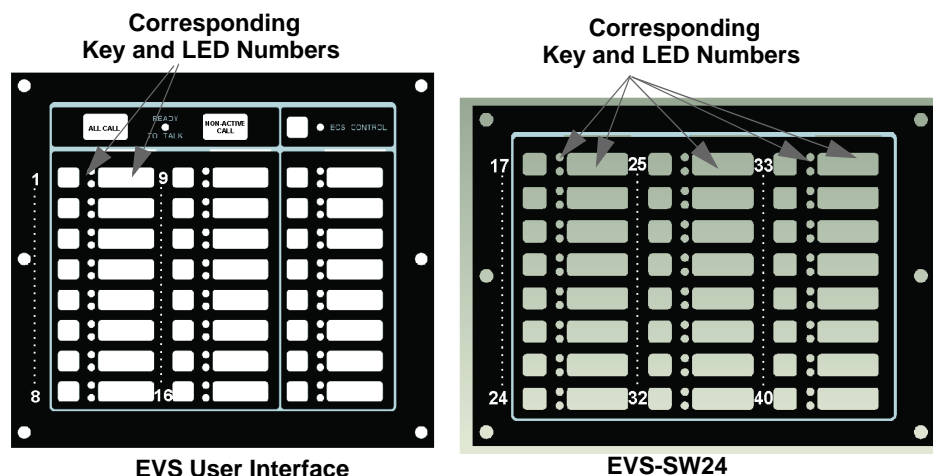 Corresponding
Key and LED Numbers
ALL CALL
READY
TO TALK
NON-ACTIVE
CALL
ECS CONTROL
1
9
8
16
EVS User Interface
Corresponding
Key and LED Numbers
17
25
33
24
32
40
EVS-SW24